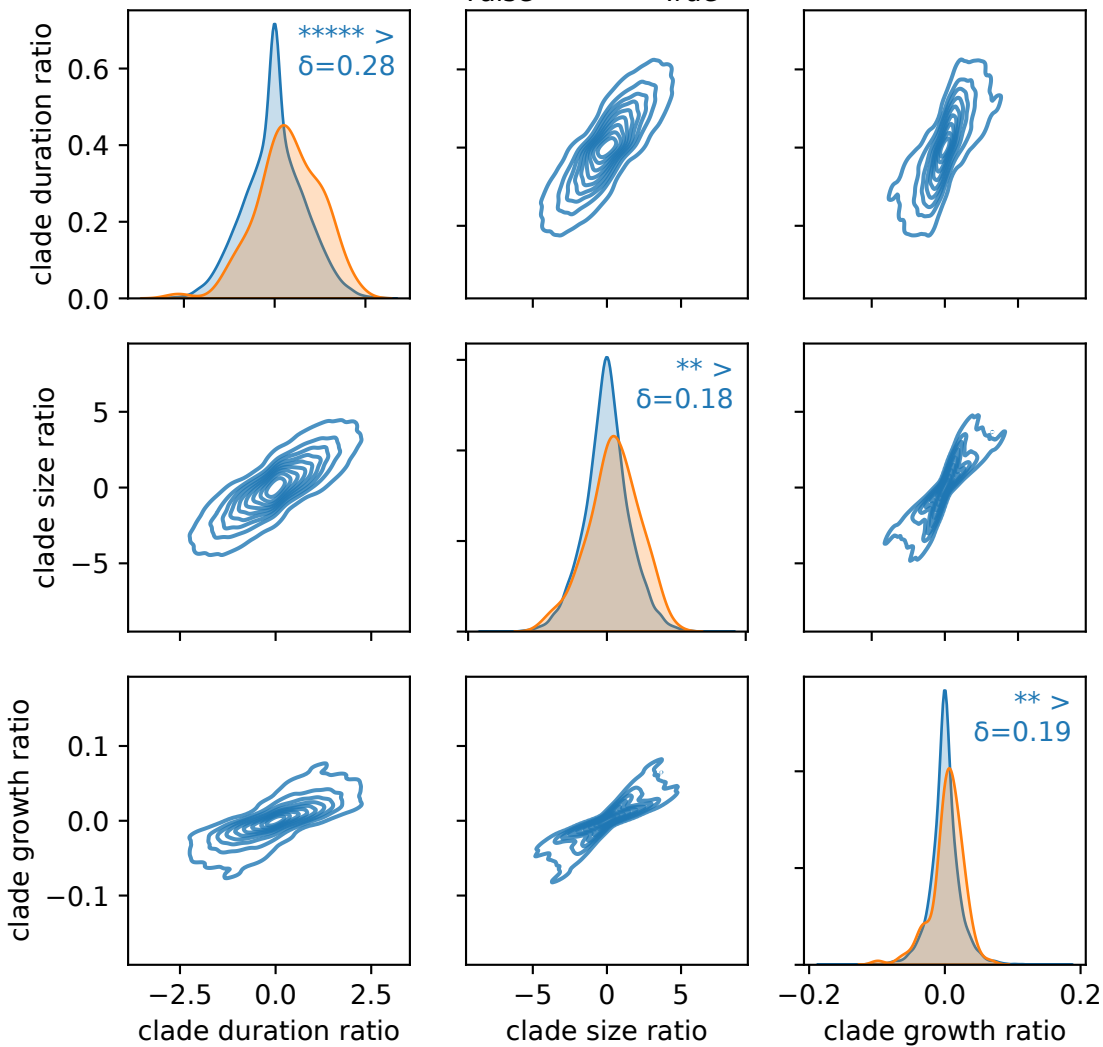 clade duration ratio
0.6
0.4
0.2
0.0
***** >
δ=0.28
clade size ratio
5
0
−5
** >
δ=0.18
clade growth ratio
0.1
0.0
−0.1
** >
δ=0.19
−2.5 0.0 2.5
−5 0 5
−0.2 0.0 0.2
clade duration ratio
clade size ratio
clade growth ratio